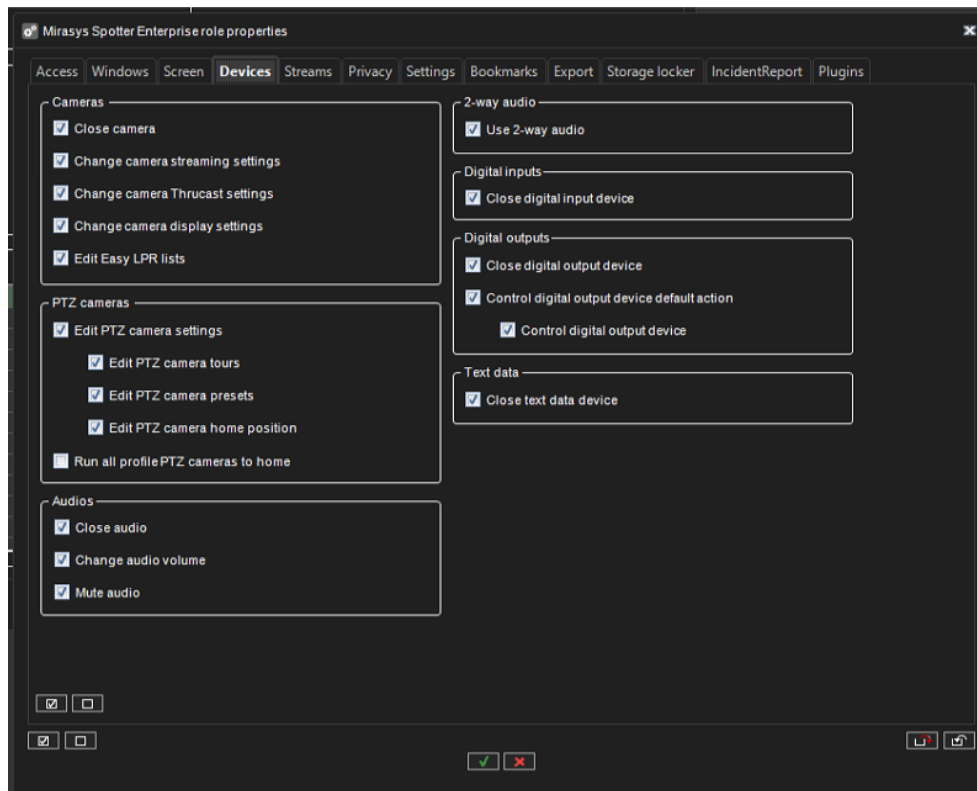 Mirasys Spotter Enterprise role properties
Access Windows Screen Devices Streams Privacy Settings Bookmarks Export Storage locker IncidentReport Plugins
Cameras
Close camera
Change camera streaming settings
Change camera Thrucast settings
Change camera display settings
Edit Easy LPR lists
PTZ cameras
Edit PTZ camera settings
Edit PTZ camera tours
Edit PTZ camera presets
Edit PTZ camera home position
Run all profile PTZ cameras to home
Audios
Close audio
Change audio volume
Mute audio
2-way audio
Use 2-way audio
Digital inputs
Close digital input device
Digital outputs
Close digital output device
Control digital output device default action
Control digital output device
Text data
Close text data device